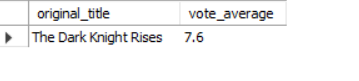 original_title vote_average
The Dark Knight Rises 7.6